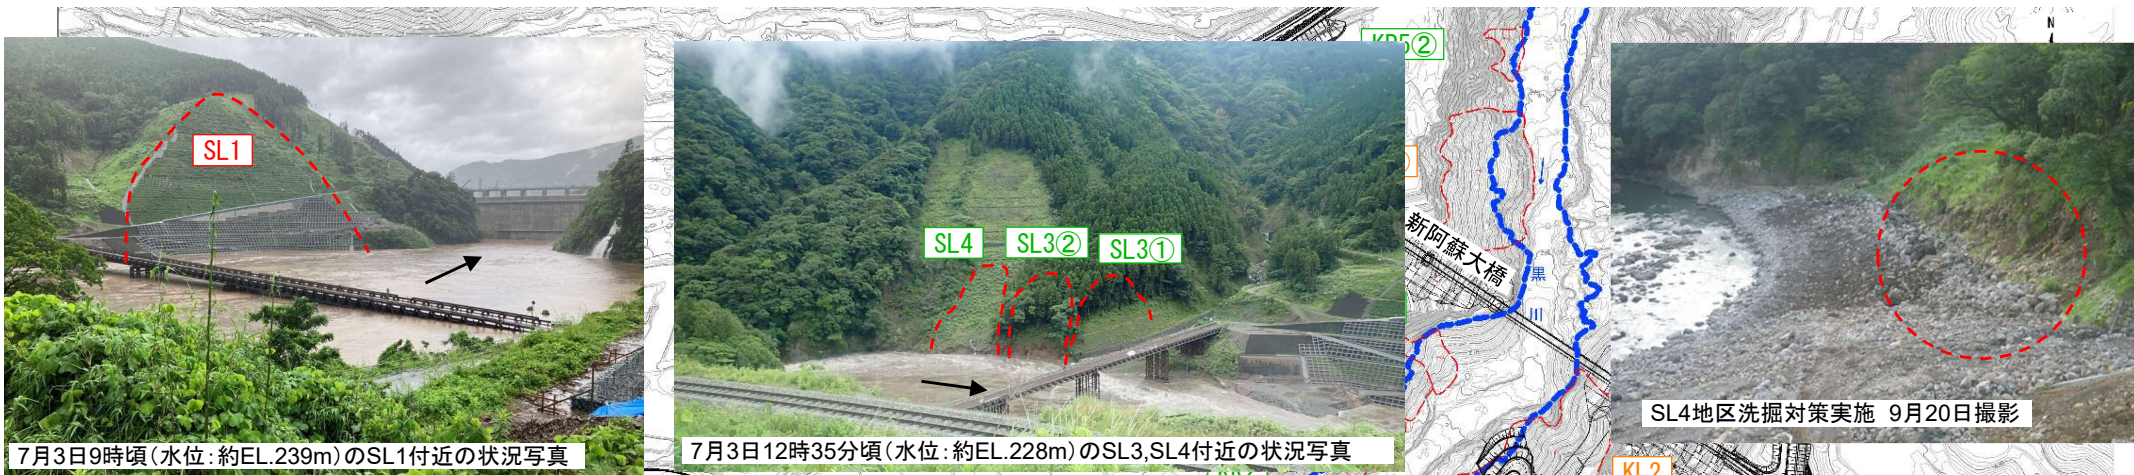 SL1
7月3日9時頃(水位:約EL.239m)のSL1付近の状況写真
SL4
SL3②
SL3①
7月3日12時35分頃(水位:約EL.228m)のSL3,SL4付近の状況写真
新阿蘇大橋
黒川
N
SL4地区洗掘対策実施 9月20日撮影